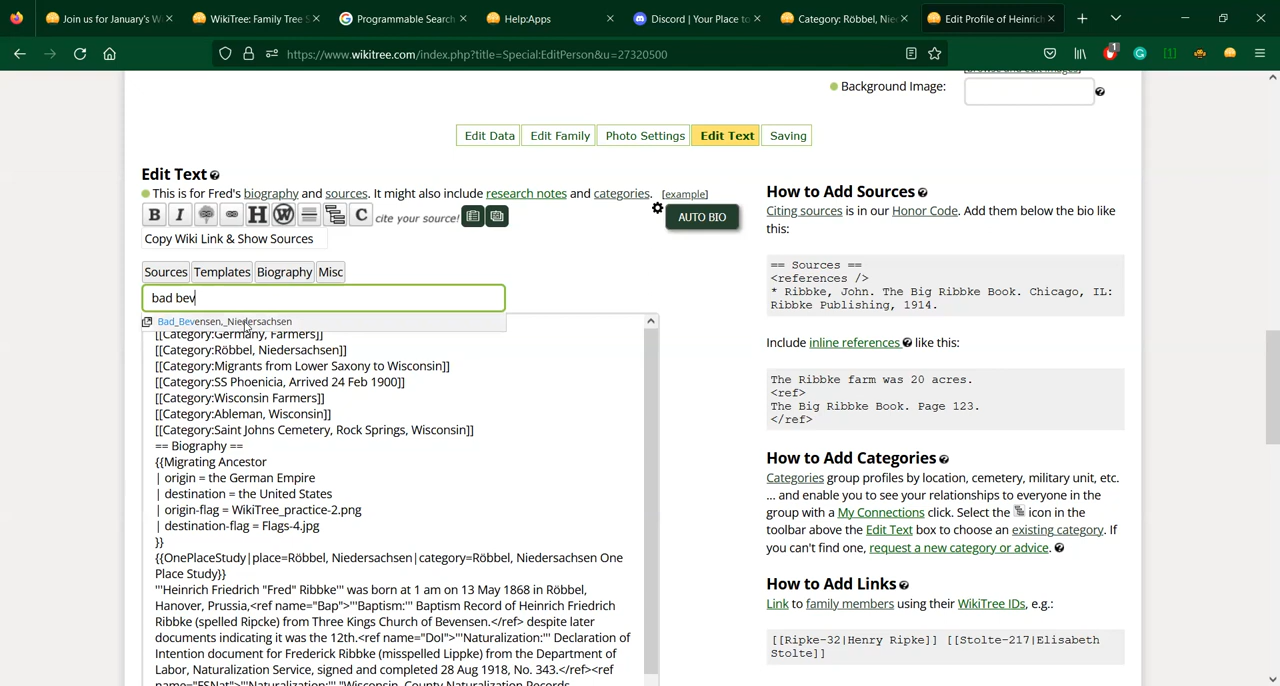 Join us for January's W
WikiTree: Family Tree S
Programmable Search
Help:Apps
Discord | Your Place to
Category: Röbbel, Nie
Edit Profile of Heinrich
https://www.wikitree.com/index.php?title=Special:EditPerson&u=27320500
Background Image:
Edit Data
Edit Family
Photo Settings
Edit Text
Saving
Edit Text
This is for Fred's biography and sources. It might also include research notes and categories. [example]
B I H W C cite your source!
AUTO BIO
Copy Wiki Link & Show Sources
Sources Templates Biography Misc
bad bev
Bad_Bevensen,_Niedersachsen
[[Category:Germany, Farmers]]
[[Category:Röbbel, Niedersachsen]]
[[Category:Migrants from Lower Saxony to Wisconsin]]
[[Category:SS Phoenicia, Arrived 24 Feb 1900]]
[[Category:Wisconsin Farmers]]
[[Category:Ableman, Wisconsin]]
[[Category:Saint Johns Cemetery, Rock Springs, Wisconsin]]
== Biography ==
{{Migrating Ancestor
| origin = the German Empire
| destination = the United States
| origin-flag = WikiTree_practice-2.png
| destination-flag = Flags-4.jpg
}}
{{OnePlaceStudy|place=Röbbel, Niedersachsen|category=Röbbel, Niedersachsen One
Place Study}}
'''Heinrich Friedrich "Fred" Ribbke''' was born at 1 am on 13 May 1868 in Röbbel,
Hanover, Prussia,<ref name="Bap">'''Baptism:''' Baptism Record of Heinrich Friedrich
Ribbke (spelled Ripcke) from Three Kings Church of Bevensen.</ref> despite later
documents indicating it was the 12th.<ref name="DoI">'''Naturalization:''' Declaration of
Intention document for Frederick Ribbke (misspelled Lippke) from the Department of
Labor, Naturalization Service, signed and completed 28 Aug 1918, No. 343.</ref><ref
name="FSNat">'''Naturalization:''' "Wisconsin, County Naturalization Records,
How to Add Sources
Citing sources is in our Honor Code. Add them below the bio like
this:
== Sources ==
<references />
* Ribbke, John. The Big Ribbke Book. Chicago, IL:
Ribbke Publishing, 1914.
Include inline references like this:
The Ribbke farm was 20 acres.
<ref>
The Big Ribbke Book. Page 123.
</ref>
How to Add Categories
Categories group profiles by location, cemetery, military unit, etc.
... and enable you to see your relationships to everyone in the
group with a My Connections click. Select the icon in the
toolbar above the Edit Text box to choose an existing category. If
you can't find one, request a new category or advice.
How to Add Links
Link to family members using their WikiTree IDs, e.g.:
[[Ripke-32|Henry Ripke]] [[Stolte-217|Elisabeth
Stolte]]